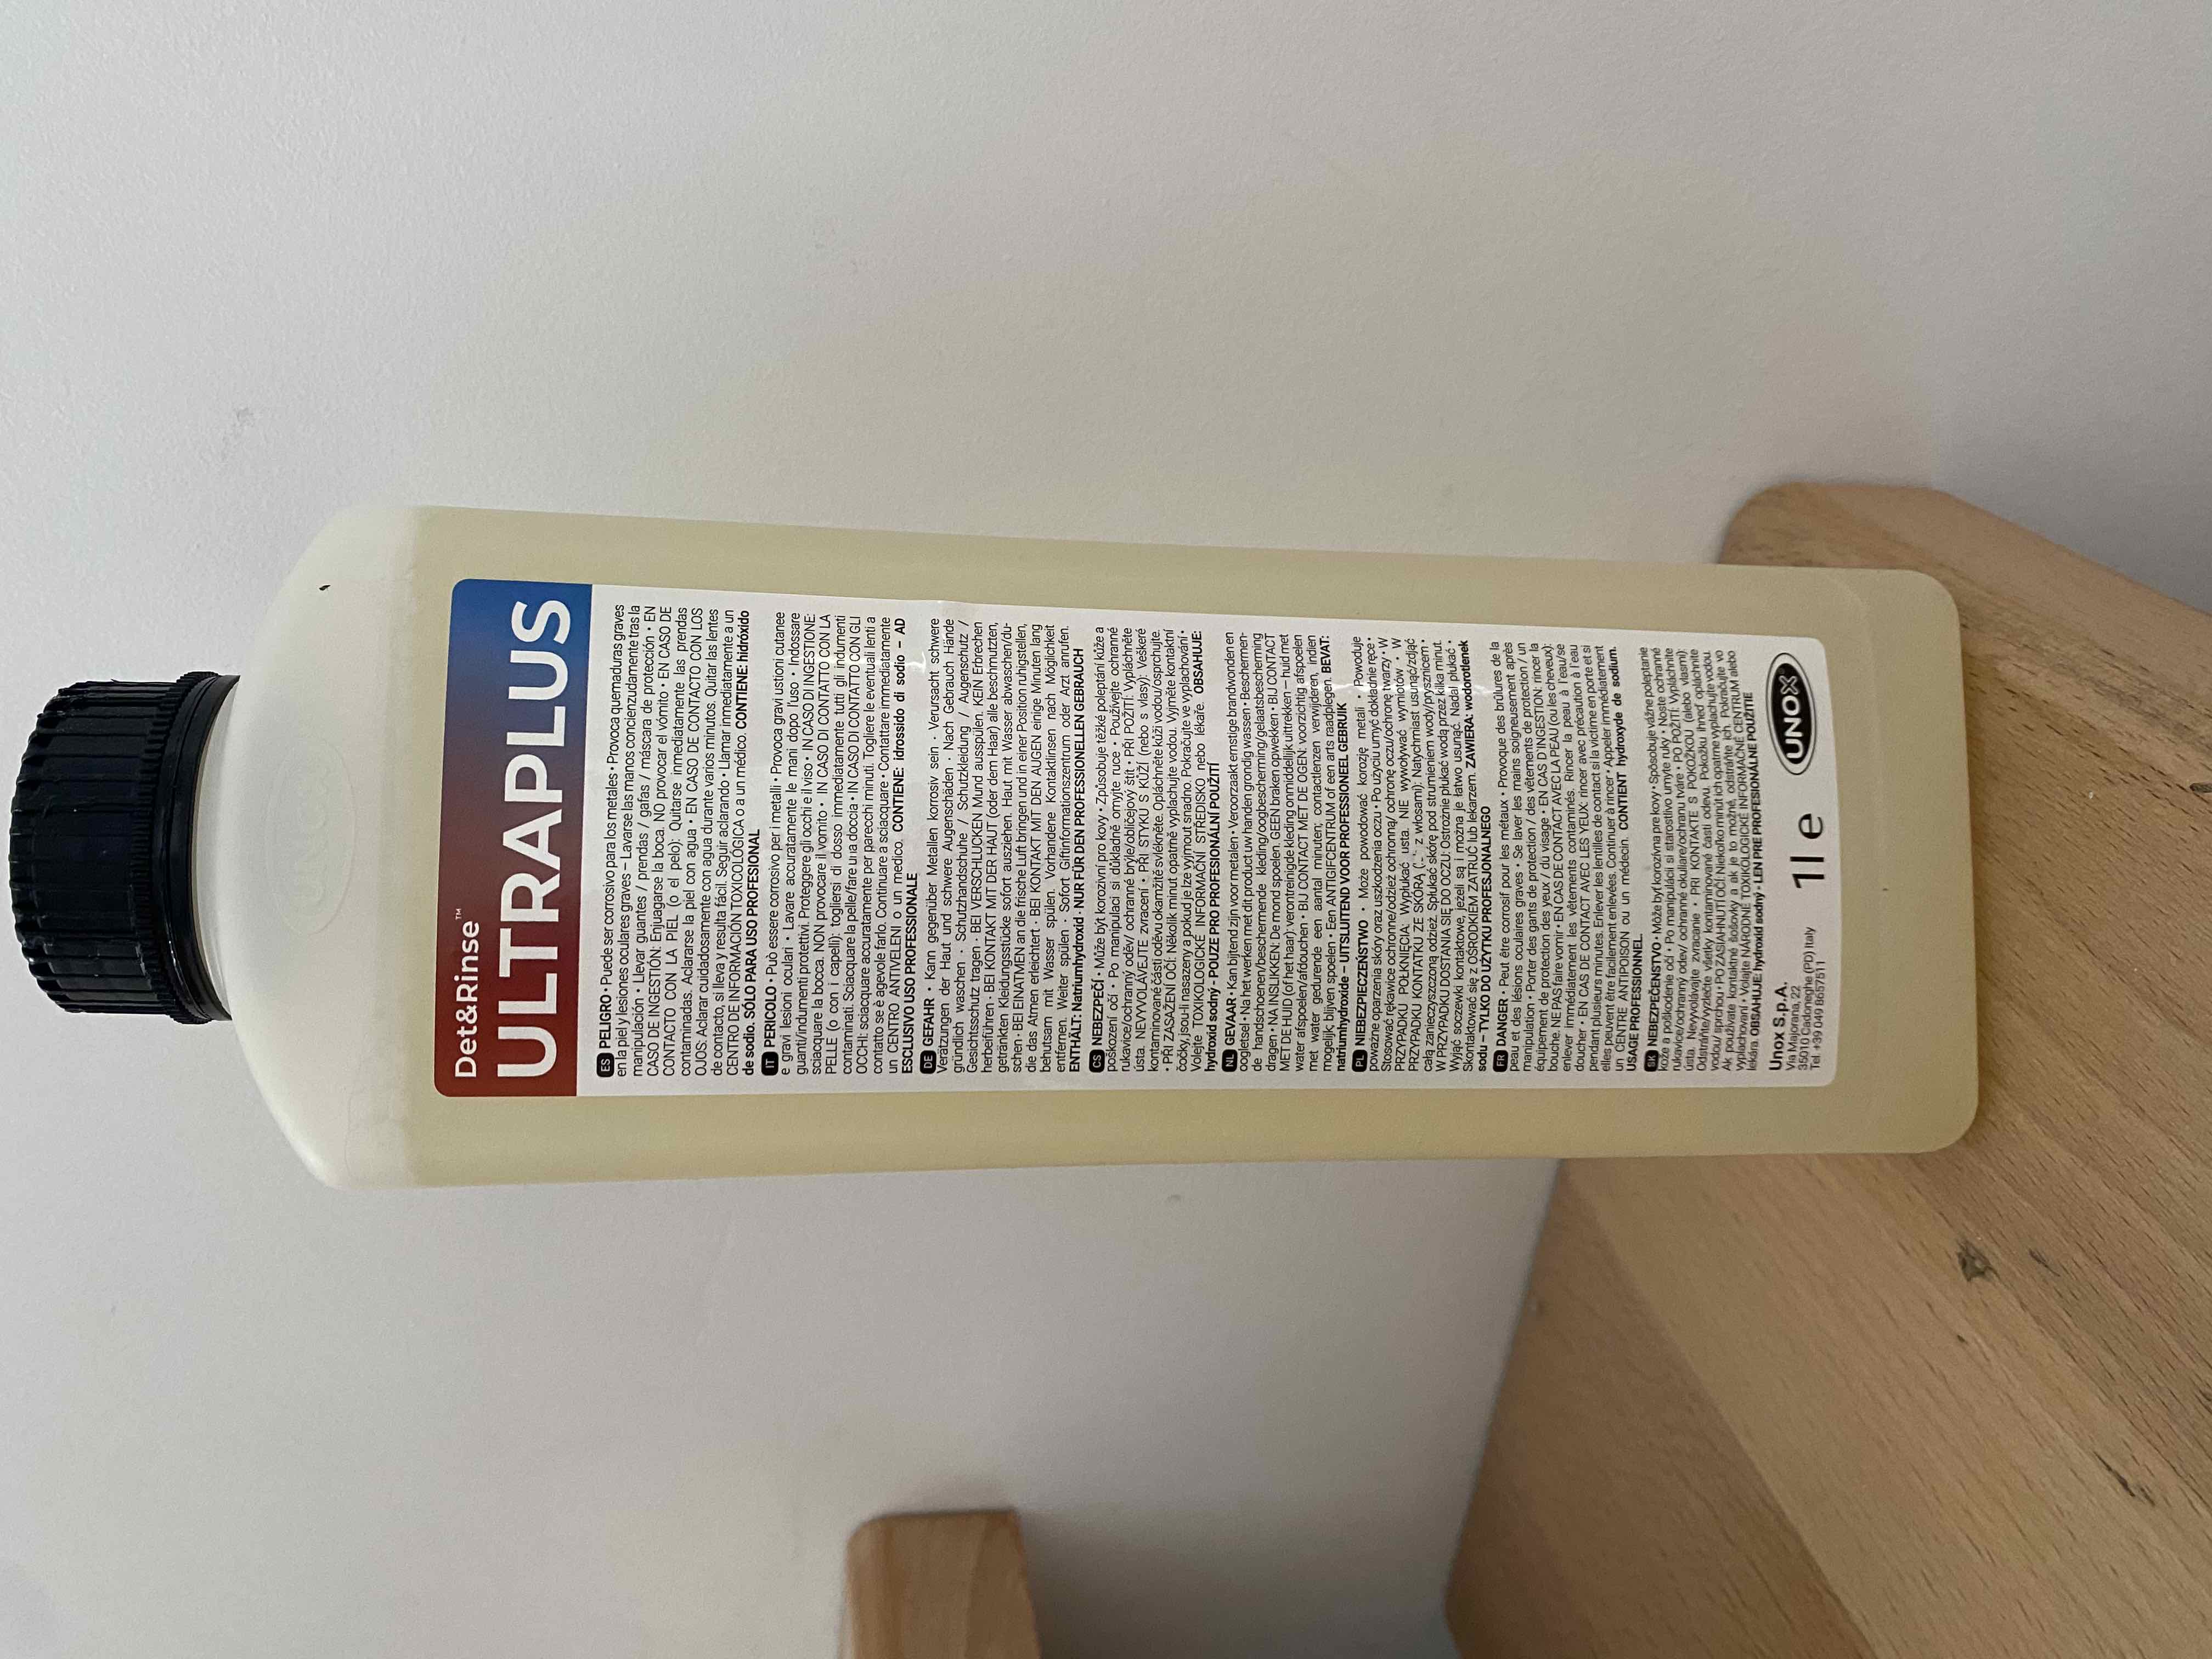 Det&Rinse™
ULTRAPLUS
ES PELIGRO • Puede ser corrosivo para los metales • Provoca quemaduras graves
en la piel y lesiones oculares graves – Lavarse las manos concienzudamente tras la
manipulación • Llevar guantes / prendas / gafas / máscara de protección • EN
CASO DE INGESTIÓN: Enjuagarse la boca. NO provocar el vómito • EN CASO DE
CONTACTO CON LA PIEL (o el pelo): Quitarse inmediatamente las prendas
contaminadas. Aclararse la piel con agua • EN CASO DE CONTACTO CON LOS
OJOS: Aclarar cuidadosamente con agua durante varios minutos. Quitar las lentes
de contacto, si lleva y resulta fácil. Seguir aclarando • Llamar inmediatamente a un
CENTRO DE INFORMACIÓN TOXICOLÓGICA o a un médico. CONTIENE: hidróxido
de sodio. SÓLO PARA USO PROFESIONAL
IT PERICOLO • Può essere corrosivo per i metalli • Provoca gravi ustioni cutanee
e gravi lesioni oculari • Lavare accuratamente le mani dopo l'uso • Indossare
guanti/indumenti protettivi. Proteggere gli occhi e il viso • IN CASO DI INGESTIONE:
sciacquare la bocca. NON provocare il vomito • IN CASO DI CONTATTO CON LA
PELLE (o con i capelli): togliersi di dosso immediatamente tutti gli indumenti
contaminati. Sciacquare la pelle/fare una doccia • IN CASO DI CONTATTO CON GLI
OCCHI: sciacquare accuratamente per parecchi minuti. Togliere le eventuali lenti a
contatto se è agevole farlo. Continuare a sciacquare • Contattare immediatamente
un CENTRO ANTIVELENI o un medico. CONTIENE: idrossido di sodio – AD
ESCLUSIVO USO PROFESSIONALE
DE GEFAHR • Kann gegenüber Metallen korrosiv sein • Verursacht schwere
Verätzungen der Haut und schwere Augenschäden • Nach Gebrauch Hände
gründlich waschen • Schutzhandschuhe / Schutzkleidung / Augenschutz /
Gesichtsschutz tragen • BEI VERSCHLUCKEN Mund ausspülen. KEIN Erbrechen
herbeiführen • BEI KONTAKT MIT DER HAUT (oder dem Haar) alle beschmutzten,
getränkten Kleidungsstücke sofort ausziehen. Haut mit Wasser abwaschen/du-
schen • BEI EINATMEN an die frische Luft bringen und in einer Position ruhigstellen,
die das Atmen erleichtert • BEI KONTAKT MIT DEN AUGEN einige Minuten lang
behutsam mit Wasser spülen. Vorhandene Kontaktlinsen nach Möglichkeit
entfernen. Weiter spülen • Sofort Giftinformationszentrum oder Arzt anrufen.
ENTHÄLT: Natriumhydroxid - NUR FÜR DEN PROFESSIONELLEN GEBRAUCH
CS NEBEZPEČÍ • Může být korozivní pro kovy • Způsobuje těžké poleptání kůže a
poškození očí • Po manipulaci si důkladně omyjte ruce • Používejte ochranné
rukavice/ochranný oděv/ ochranné brýle/obličejový štít • PŘI POŽITÍ: Vypláchněte
ústa. NEVYVOLÁVEJTE zvracení • PŘI STYKU S KŮŽÍ (nebo s vlasy): Veškeré
kontaminované části oděvu okamžitě svlékněte. Opláchněte kůži vodou/osprchujte.
• PŘI ZASAŽENÍ OČÍ: Několik minut opatrně vyplachujte vodou. Vyjměte kontaktní
čočky, jsou-li nasazeny a pokud je lze vyjmout snadno. Pokračujte ve vyplachování •
Volejte TOXIKOLOGICKÉ INFORMAČNÍ STŘEDISKO nebo lékaře. OBSAHUJE:
hydroxid sodný - POUZE PRO PROFESIONÁLNÍ POUŽITÍ
NL GEVAAR • Kan bijtend zijn voor metalen • Veroorzaakt ernstige brandwonden en
oogletsel • Na het werken met dit product uw handen grondig wassen • Beschermen-
de handschoenen/beschermende kleding/oogbescherming/gelaatsbescherming
dragen • NA INSLIKKEN: De mond spoelen. GEEN braken opwekken • BIJ CONTACT
MET DE HUID (of het haar): verontreinigde kleding onmiddellijk uittrekken – huid met
water afspoelen/afdouchen • BIJ CONTACT MET DE OGEN: voorzichtig afspoelen
met water gedurende een aantal minuten; contactlenzen verwijderen, indien
mogelijk; blijven spoelen • Een ANTIGIFCENTRUM of een arts raadplegen. BEVAT:
natriumhydroxide – UITSLUITEND VOOR PROFESSIONEEL GEBRUIK
PL NIEBEZPIECZEŃSTWO • Może powodować korozję metali • Powoduje
poważne oparzenia skóry oraz uszkodzenia oczu • Po użyciu umyć dokładnie ręce •
Stosować rękawice ochronne/odzież ochronną/ ochronę oczu/ochronę twarzy • W
PRZYPADKU POŁKNIĘCIA: Wypłukać usta. NIE wywoływać wymiotów • W
PRZYPADKU KONTAKTU ZE SKÓRĄ z włosami): Natychmiast usunąć/zdjąć
całą zanieczyszczoną odzież. Spłukać skórę pod strumieniem wody/prysznicem •
W PRZYPADKU DOSTANIA SIĘ DO OCZU: Ostrożnie płukać wodą przez kilka minut.
Wyjąć soczewki kontaktowe, jeżeli są i można je łatwo usunąć. Nadal płukać •
Skontaktować się z OŚRODKIEM ZATRUĆ lub lekarzem. ZAWIERA: wodorotlenek
sodu – TYLKO DO UŻYTKU PROFESJONALNEGO
FR DANGER • Peut être corrosif pour les métaux • Provoque des brûlures de la
peau et des lésions oculaires graves • Se laver les mains soigneusement après
manipulation • Porter des gants de protection / des vêtements de protection / un
équipement de protection des yeux / du visage • EN CAS D'INGESTION: rincer la
bouche. NE PAS faire vomir • EN CAS DE CONTACT AVEC LA PEAU (ou les cheveux):
enlever immédiatement les vêtements contaminés. Rincer la peau à l'eau/se
doucher • EN CAS DE CONTACT AVEC LES YEUX: rincer avec précaution à l'eau
pendant plusieurs minutes. Enlever les lentilles de contact si la victime en porte et si
elles peuvent être facilement enlevées. Continuer à rincer • Appeler immédiatement
un CENTRE ANTIPOISON ou un médecin. CONTIENT hydroxyde de sodium.
USAGE PROFESSIONNEL.
SK NEBEZPEČENSTVO • Môže byť korozívna pre kovy • Spôsobuje vážne poleptanie
kože a poškodenie očí • Po manipulácii si starostlivo umyte ruky • Noste ochranné
rukavice/ochranný odev/ ochranné okuliare/ochranu tváre • PO POŽITÍ: Vypláchnite
ústa. Nevyvolávajte zvracanie • PRI KONTAKTE S POKOŽKOU (alebo vlasmi):
Odstráňte/vyzlečte všetky kontaminované časti odevu. Pokožku ihneď opláchnite
vodou/ sprchou • PO ZASIAHNUTÍ OČÍ: Niekoľko minút ich opatrne vyplachujte vodou.
Ak používate kontaktné šošovky a ak je to možné, odstráňte ich. Pokračujte vo
vyplachovaní • Volajte NÁRODNÉ TOXIKOLOGICKÉ INFORMAČNÉ CENTRUM alebo
lekára. OBSAHUJE: hydroxid sodný - LEN PRE PROFESIONÁLNE POUŽITIE
Unox S.p.A.
Via Majorana, 22
35010 Cadoneghe (PD) Italy
Tel +39 049 8657511
1l e
UNOX